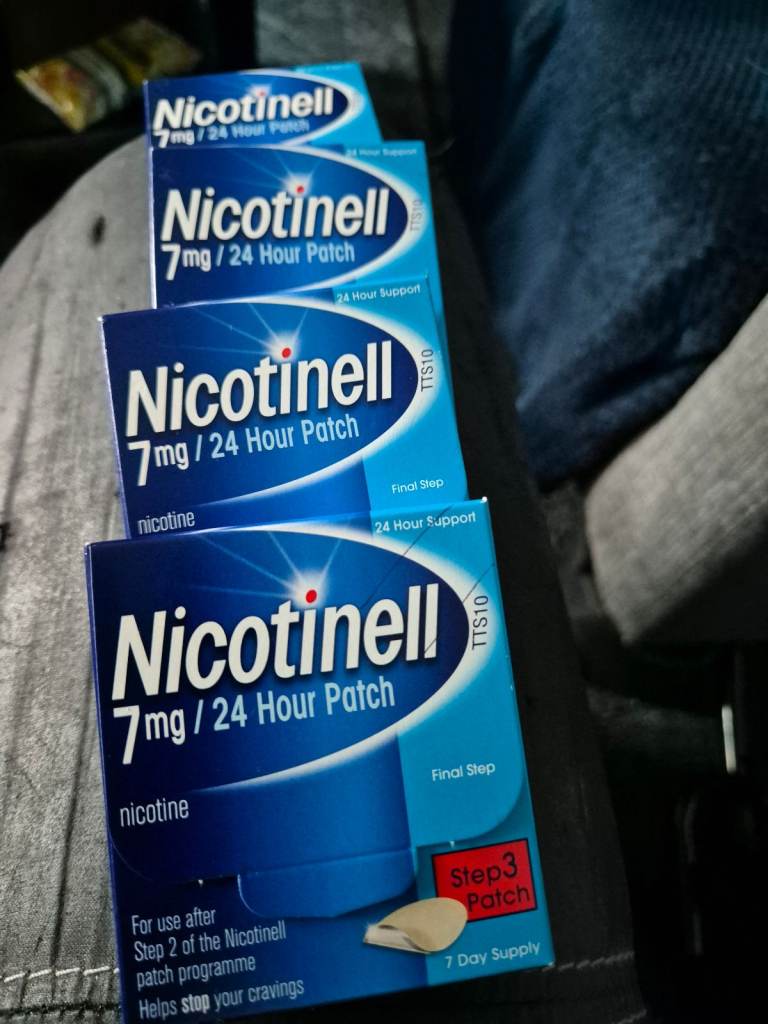 Nicotinell
7mg / 24 Hour Patch
24 Hour Support
Nicotinell
TTS10
7mg / 24 Hour Patch
24 Hour Support
Nicotinell
TTS10
7mg / 24 Hour Patch
Final Step
nicotine
24 Hour Support
Nicotinell
TTS10
7mg / 24 Hour Patch
Final Step
nicotine
Step3
Patch
For use after
Step 2 of the Nicotinell
patch programme
7 Day Supply
Helps stop your cravings